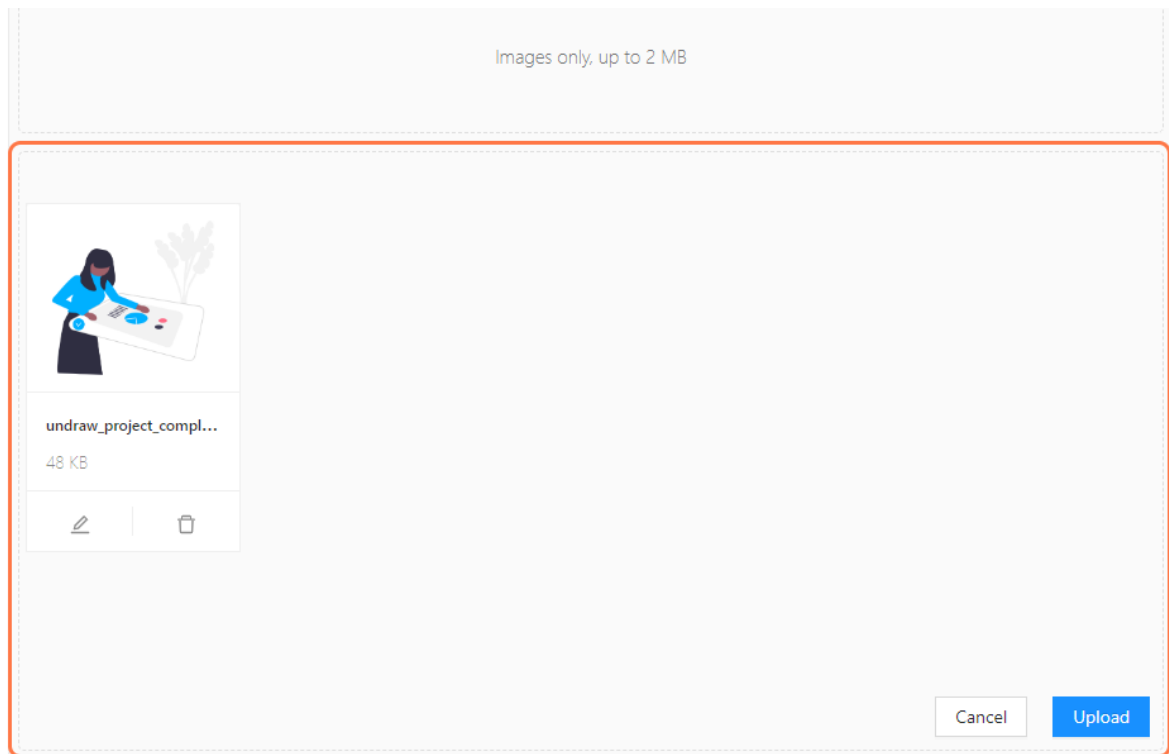 Images only, up to 2 MB
undraw_project_compl...
48 KB
Cancel Upload